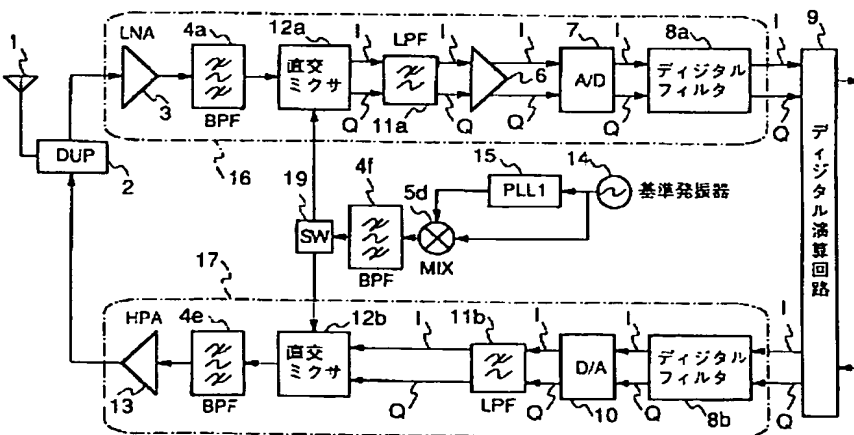 1
LNA
3
4a
BPF
12a
直交
ミクサ
I
Q
LPF
11a
I
Q
6
I
Q
7
A/D
I
Q
8a
ディジタル
フィルタ
I
Q
9
ディジタル演算回路
DUP
2
16
19
SW
4f
BPF
5d
MIX
15
PLL1
14
基準発振器
17
HPA
13
4e
BPF
12b
直交
ミクサ
I
Q
11b
LPF
I
Q
D/A
10
I
Q
ディジタル
フィルタ
8b
I
Q